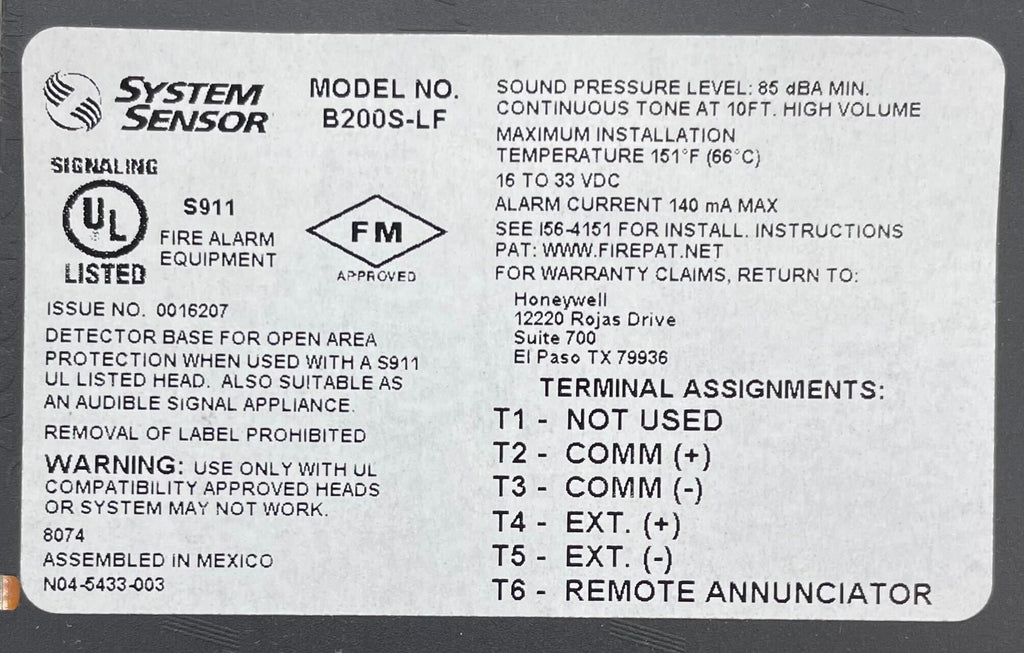 SYSTEM
SENSOR
MODEL NO.
B200S-LF
SIGNALING
UL
LISTED
S911
FIRE ALARM
EQUIPMENT
FM
APPROVED
ISSUE NO. 0016207
DETECTOR BASE FOR OPEN AREA
PROTECTION WHEN USED WITH A S911
UL LISTED HEAD. ALSO SUITABLE AS
AN AUDIBLE SIGNAL APPLIANCE.
REMOVAL OF LABEL PROHIBITED
WARNING: USE ONLY WITH UL
COMPATIBILITY APPROVED HEADS
OR SYSTEM MAY NOT WORK.
8074
ASSEMBLED IN MEXICO
N04-5433-003
SOUND PRESSURE LEVEL: 85 dBA MIN.
CONTINUOUS TONE AT 10FT. HIGH VOLUME
MAXIMUM INSTALLATION
TEMPERATURE 151°F (66°C)
16 TO 33 VDC
ALARM CURRENT 140 mA MAX
SEE I56-4151 FOR INSTALL. INSTRUCTIONS
PAT: WWW.FIREPAT.NET
FOR WARRANTY CLAIMS, RETURN TO:
Honeywell
12220 Rojas Drive
Suite 700
El Paso TX 79936
TERMINAL ASSIGNMENTS:
T1 - NOT USED
T2 - COMM (+)
T3 - COMM (-)
T4 - EXT. (+)
T5 - EXT. (-)
T6 - REMOTE ANNUNCIATOR